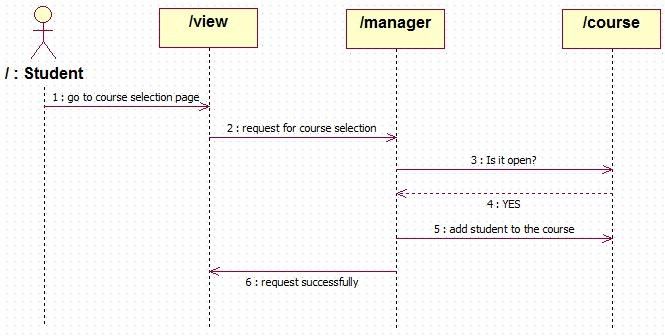 /view
/manager
/course
/ : Student
1 : go to course selection page
2 : request for course selection
3 : Is it open?
4 : YES
5 : add student to the course
6 : request successfully